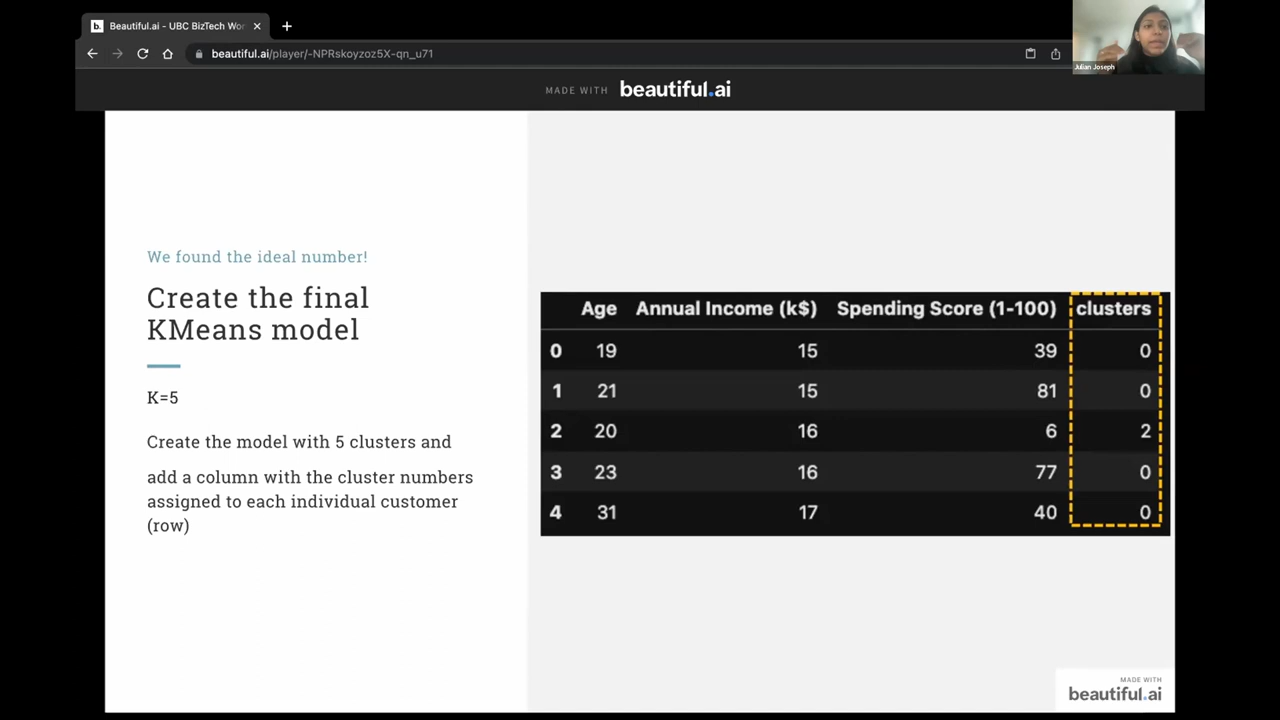 Beautiful.ai - UBC BizTech Wor
beautiful.ai/player/-NPRskoyzoz5X-qn_u71
Julian Joseph
MADE WITH beautiful.ai
We found the ideal number!
Create the final
KMeans model
K=5
Create the model with 5 clusters and
add a column with the cluster numbers
assigned to each individual customer
(row)
Age Annual Income (k$) Spending Score (1-100) clusters
0 19 15 39 0
1 21 15 81 0
2 20 16 6 2
3 23 16 77 0
4 31 17 40 0
MADE WITH
beautiful.ai